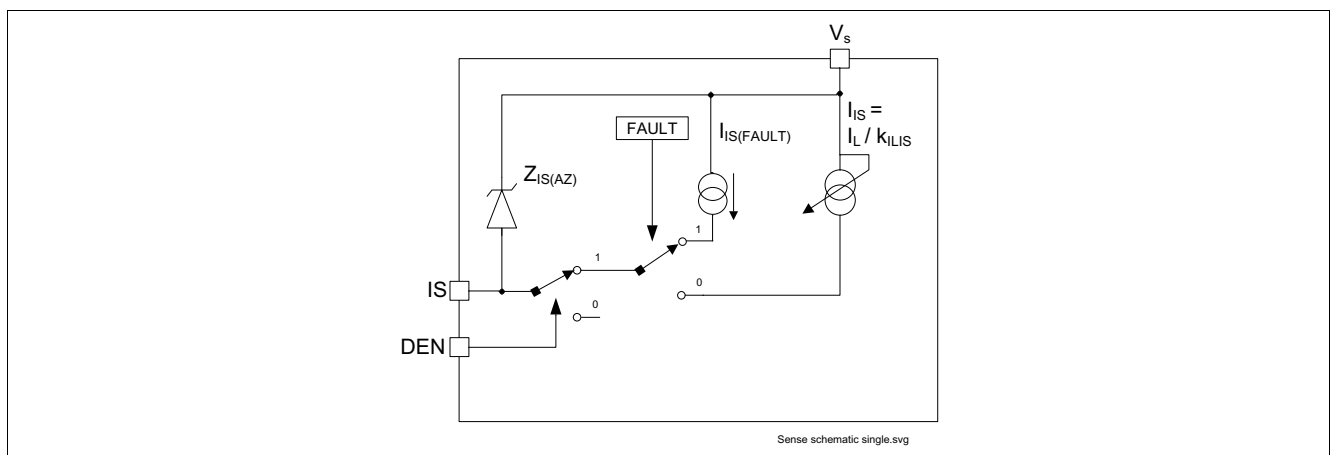 Vs
IIS =
IL / kILIS
FAULT
IIS(FAULT)
ZIS(AZ)
1
1
0
0
IS
DEN
Sense schematic single.svg